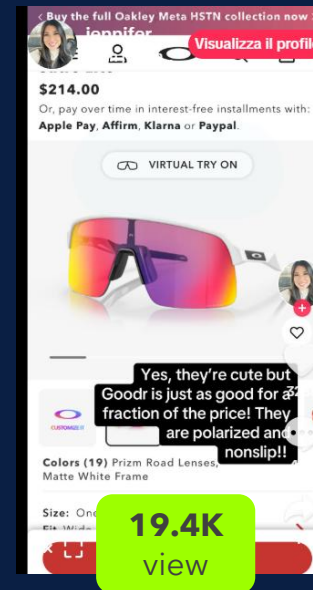 < Buy the full Oakley Meta HSTN collection now
jennifer
Visualizza il profilo
$214.00
Or, pay over time in interest-free installments with:
Apple Pay, Affirm, Klarna or Paypal.
VIRTUAL TRY ON
Yes, they're cute but
Goodr is just as good for a
fraction of the price! They
are polarized and
nonslip!!
CUSTOMIZE IT
Colors (19) Prizm Road Lenses,
Matte White Frame
Size: One
Fit Wide
19.4K
view